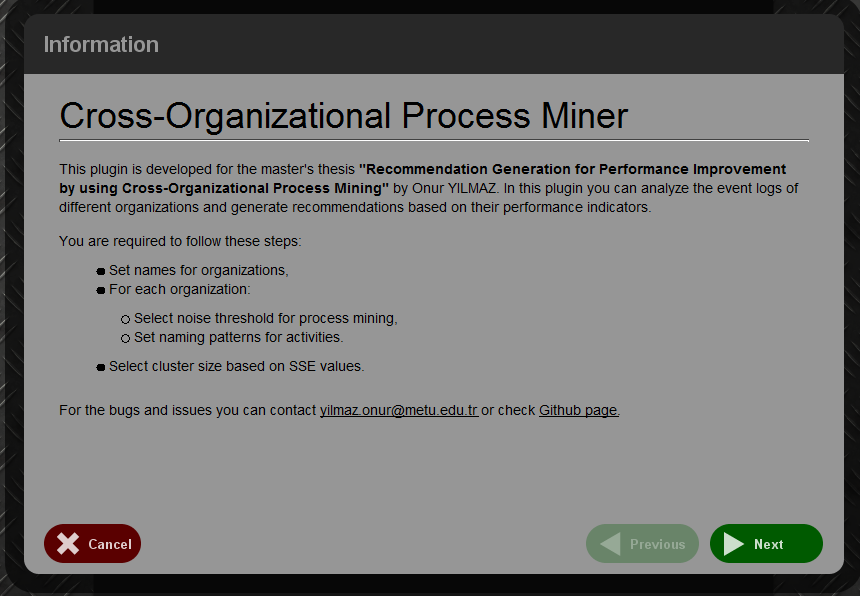 Information
Cross-Organizational Process Miner
This plugin is developed for the master's thesis "Recommendation Generation for Performance Improvement
by using Cross-Organizational Process Mining" by Onur YILMAZ. In this plugin you can analyze the event logs of
different organizations and generate recommendations based on their performance indicators.
You are required to follow these steps:
Set names for organizations,
For each organization:
Select noise threshold for process mining,
Set naming patterns for activities.
Select cluster size based on SSE values.
For the bugs and issues you can contact yilmaz.onur@metu.edu.tr or check Github page.
Cancel Previous Next